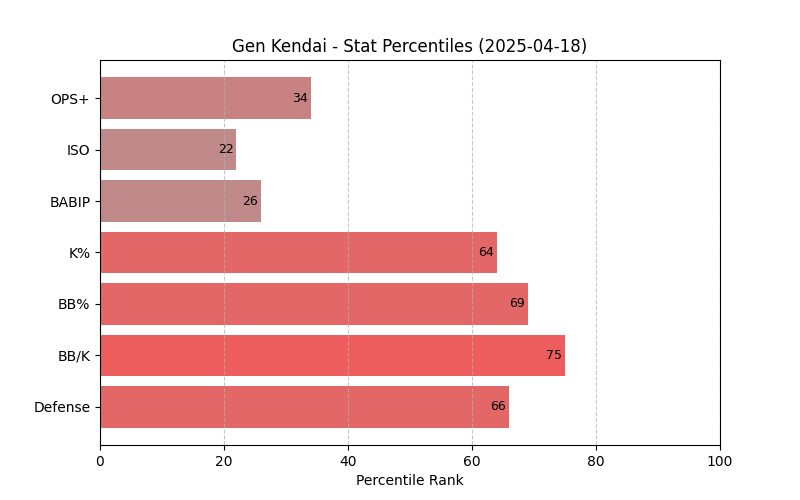 Gen Kendai - Stat Percentiles (2025-04-18)
OPS+ 34
ISO 22
BABIP 26
K% 64
BB% 69
BB/K 75
Defense 66
0 20 40 60 80 100
Percentile Rank